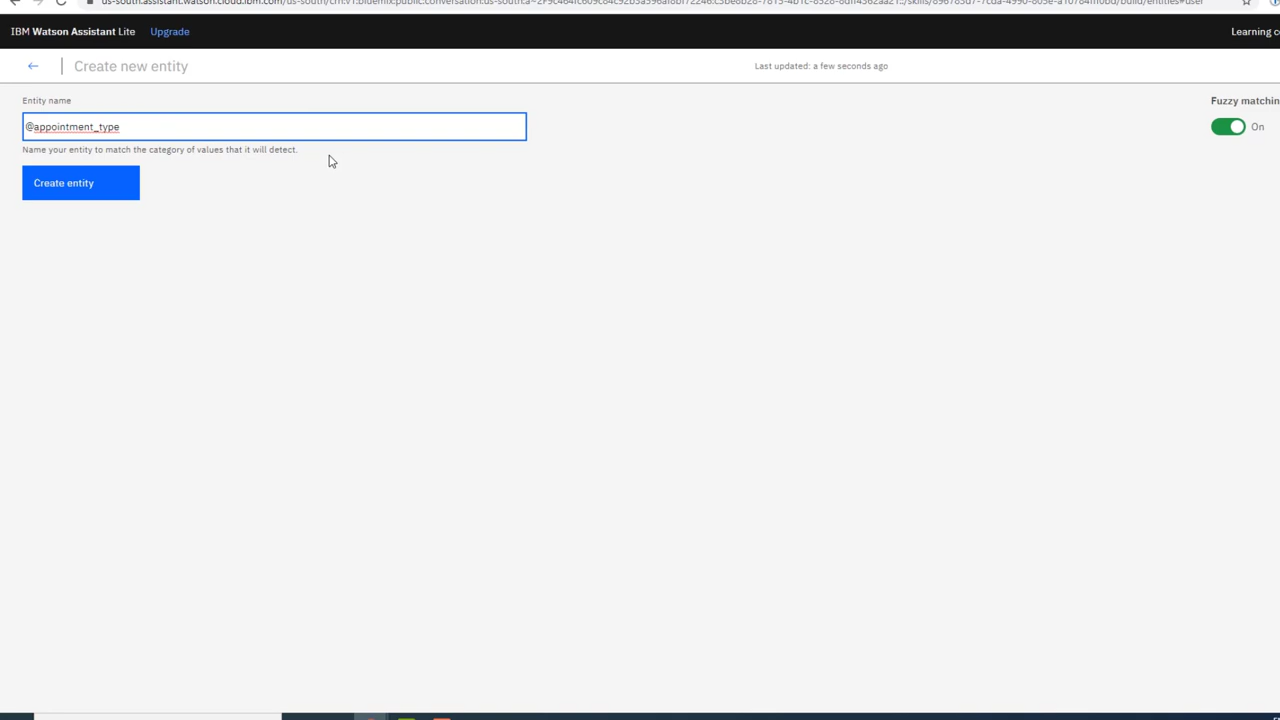 IBM Watson Assistant Lite Upgrade Learning
Create new entity Last updated: a few seconds ago
Entity name Fuzzy matchin
@appointment_type On
Name your entity to match the category of values that it will detect.
Create entity